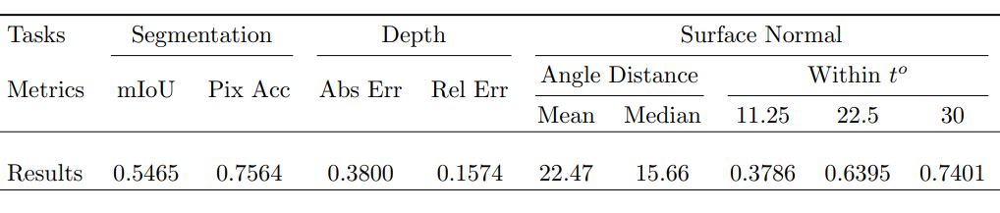 Tasks Segmentation Depth Surface Normal
Angle Distance Within t^o
Metrics mIoU Pix Acc Abs Err Rel Err
Mean Median 11.25 22.5 30
Results 0.5465 0.7564 0.3800 0.1574 22.47 15.66 0.3786 0.6395 0.7401